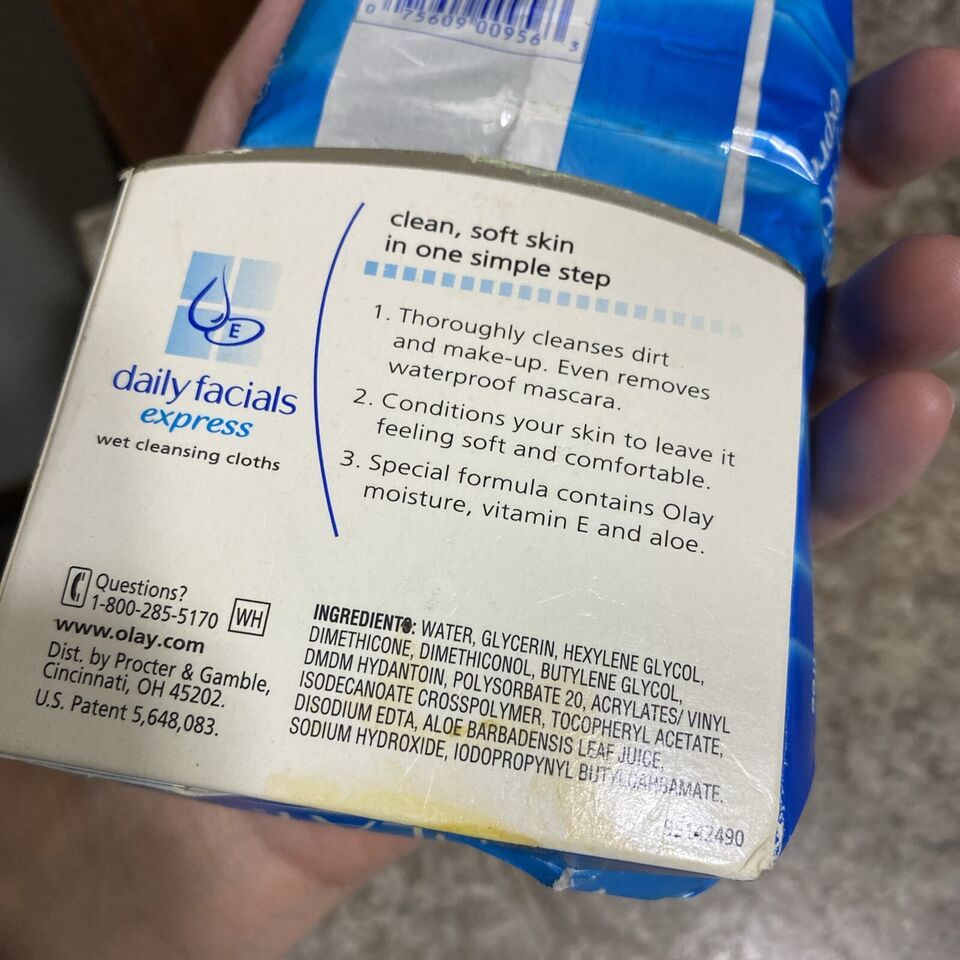 0 75609 00956 3
clean, soft skin
in one simple step
1. Thoroughly cleanses dirt
and make-up. Even removes
waterproof mascara.
2. Conditions your skin to leave it
feeling soft and comfortable.
3. Special formula contains Olay
moisture, vitamin E and aloe.
E
daily facials
express
wet cleansing cloths
Questions?
1-800-285-5170 WH
www.olay.com
Dist. by Procter & Gamble,
Cincinnati, OH 45202.
U.S. Patent 5,648,083.
INGREDIENTS: WATER, GLYCERIN, HEXYLENE GLYCOL,
DIMETHICONE, DIMETHICONOL, BUTYLENE GLYCOL,
DMDM HYDANTOIN, POLYSORBATE 20, ACRYLATES/ VINYL
ISODECANOATE CROSSPOLYMER, TOCOPHERYL ACETATE,
DISODIUM EDTA, ALOE BARBADENSIS LEAF JUICE,
SODIUM HYDROXIDE, IODOPROPYNYL BUTYLCARBAMATE.